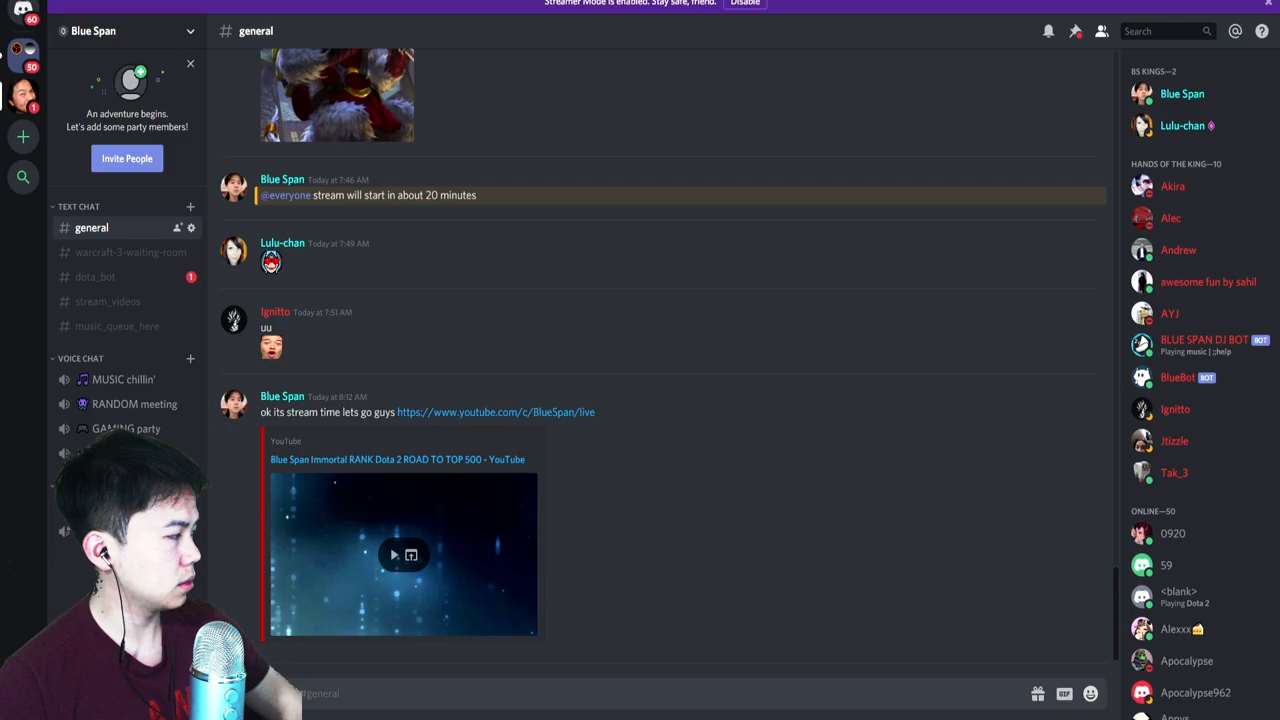 Streamer Mode is enabled. Stay safe, friend.
Disable
60
50
1
Blue Span
An adventure begins.
Let's add some party members!
Invite People
TEXT CHAT
# general
# warcraft-3-waiting-room
# dota_bot
1
# stream_videos
# music_queue_here
VOICE CHAT
MUSIC chillin'
RANDOM meeting
GAMING party
# general
Search
Blue Span Today at 7:46 AM
@everyone stream will start in about 20 minutes
Lulu-chan Today at 7:49 AM
Ignitto Today at 7:51 AM
uu
Blue Span Today at 8:12 AM
ok its stream time lets go guys https://www.youtube.com/c/BlueSpan/live
YouTube
Blue Span Immortal RANK Dota 2 ROAD TO TOP 500 - YouTube
#general
GIF
BS KINGS—2
Blue Span
Lulu-chan
HANDS OF THE KING—10
Akira
Alec
Andrew
awesome fun by sahil
AYJ
BLUE SPAN DJ BOT BOT
Playing music | ;;help
BlueBot BOT
Ignitto
Jtizzle
Tak_3
ONLINE—50
0920
59
<blank>
Playing Dota 2
Alexxx
Apocalypse
Apocalypse962